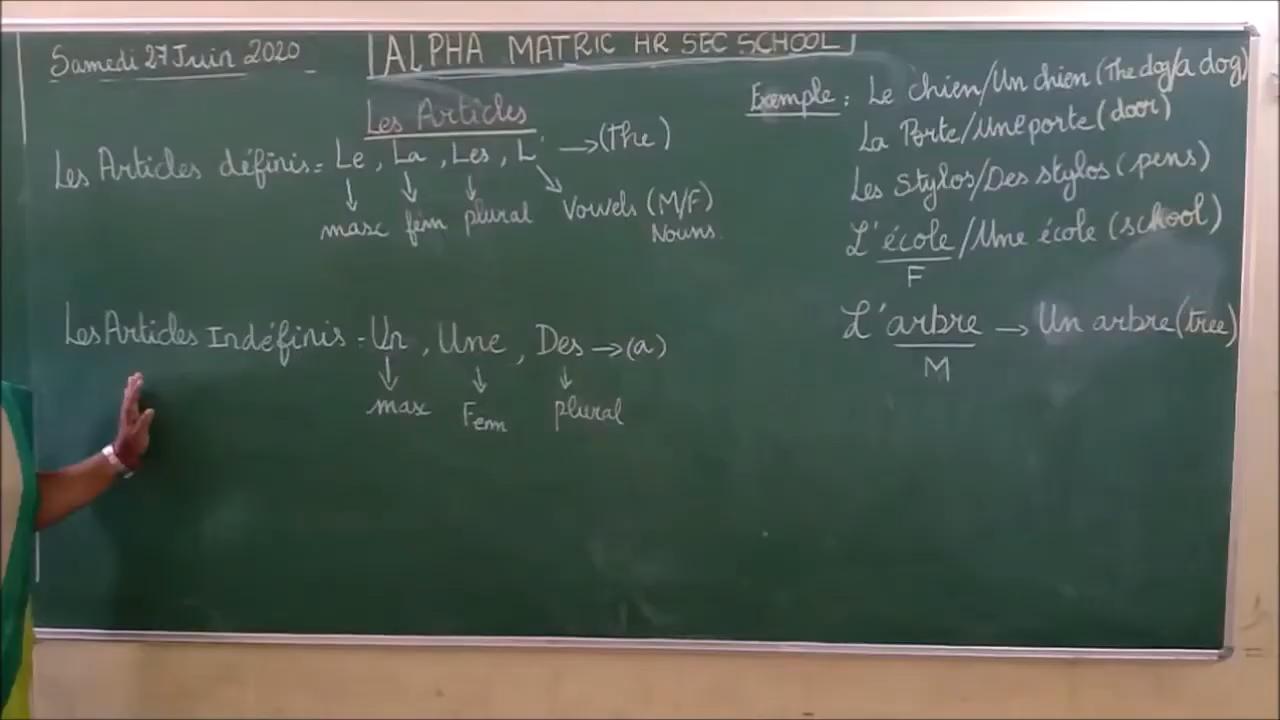 Samedi 27 Juin 2020
ALPHA MATRIC HR SEC SCHOOL
Les Articles
Les Articles définis = Le, La, Les, L' → (The)
↓ ↓ ↓ ↘
masc fém plural Vowels (M/F)
Nouns
Les Articles Indéfinis = Un, Une, Des → (a)
↓ ↓ ↓
masc Fem plural
Exemple : Le chien/Un chien (The dog/a dog)
La Porte/Une porte (door)
Les Stylos/Des stylos (pens)
L'école/Une école (school)
F
L'arbre → Un arbre (tree)
M